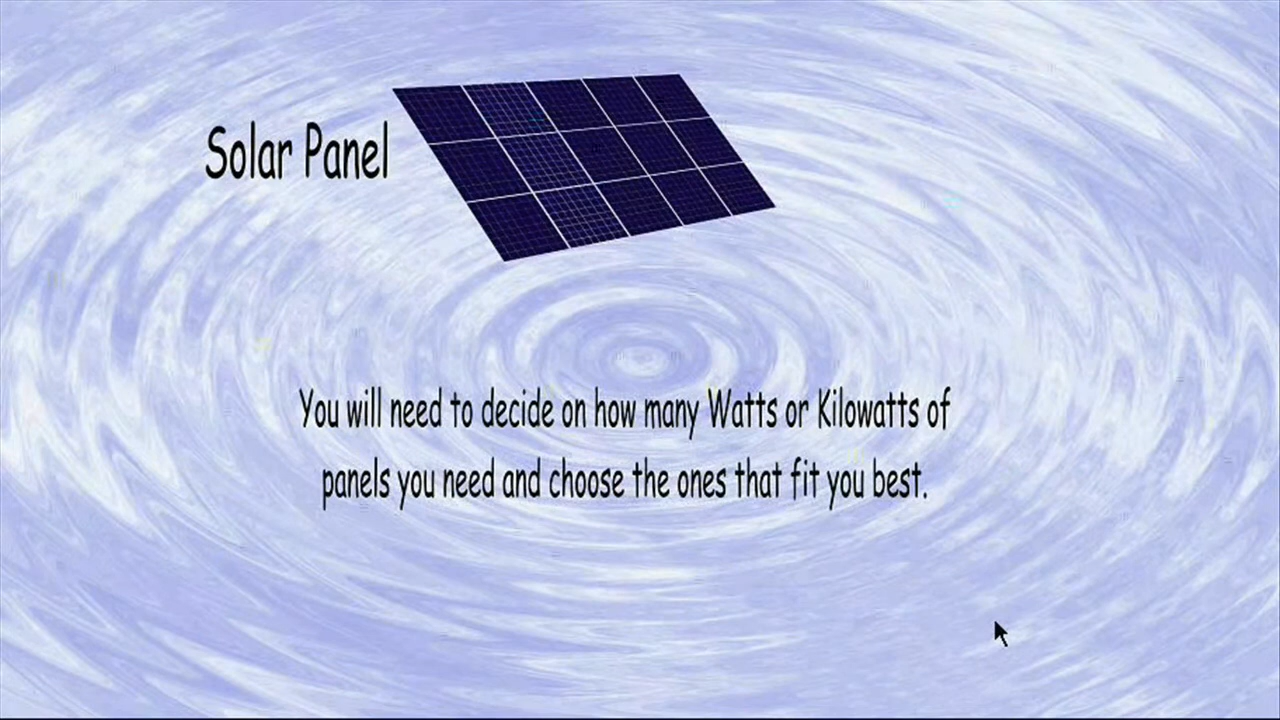 Solar Panel
You will need to decide on how many Watts or Kilowatts of
panels you need and choose the ones that fit you best.